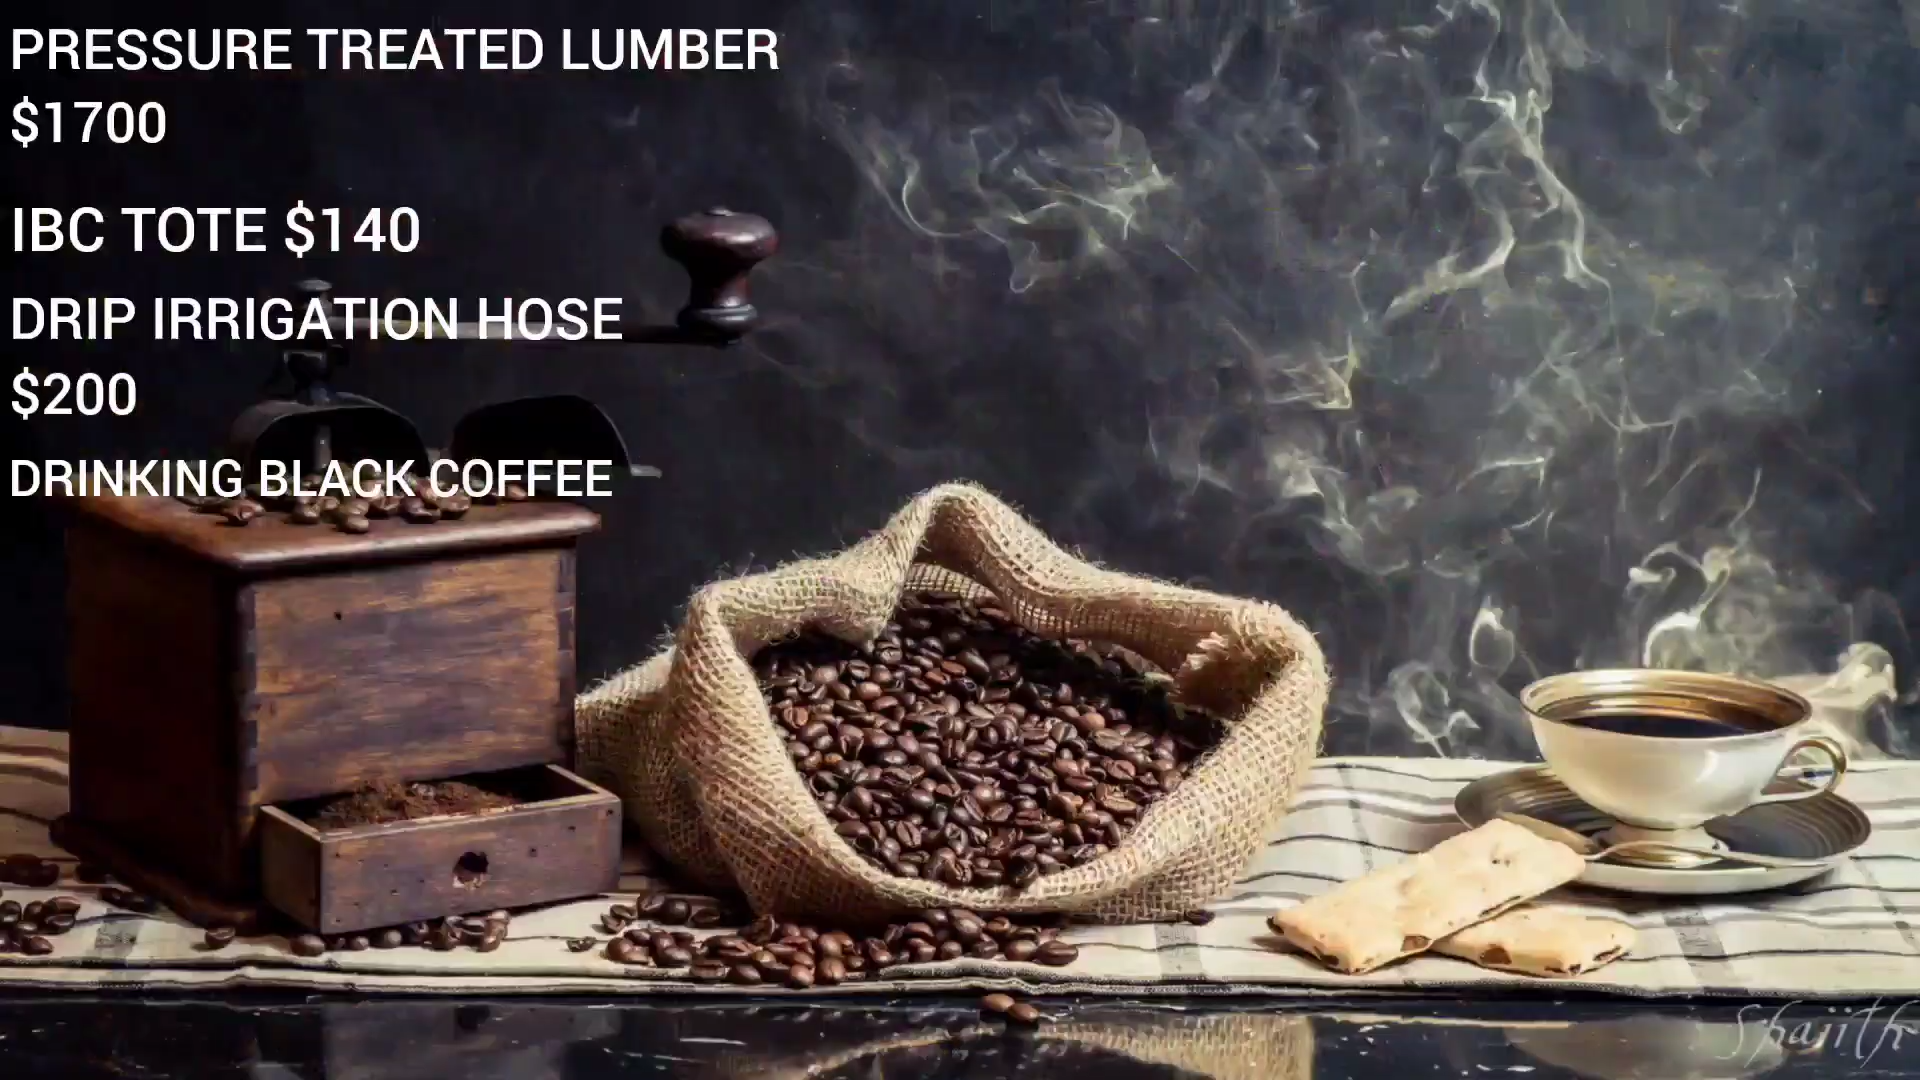 PRESSURE TREATED LUMBER
$1700
IBC TOTE $140
DRIP IRRIGATION HOSE
$200
DRINKING BLACK COFFEE
Shajith